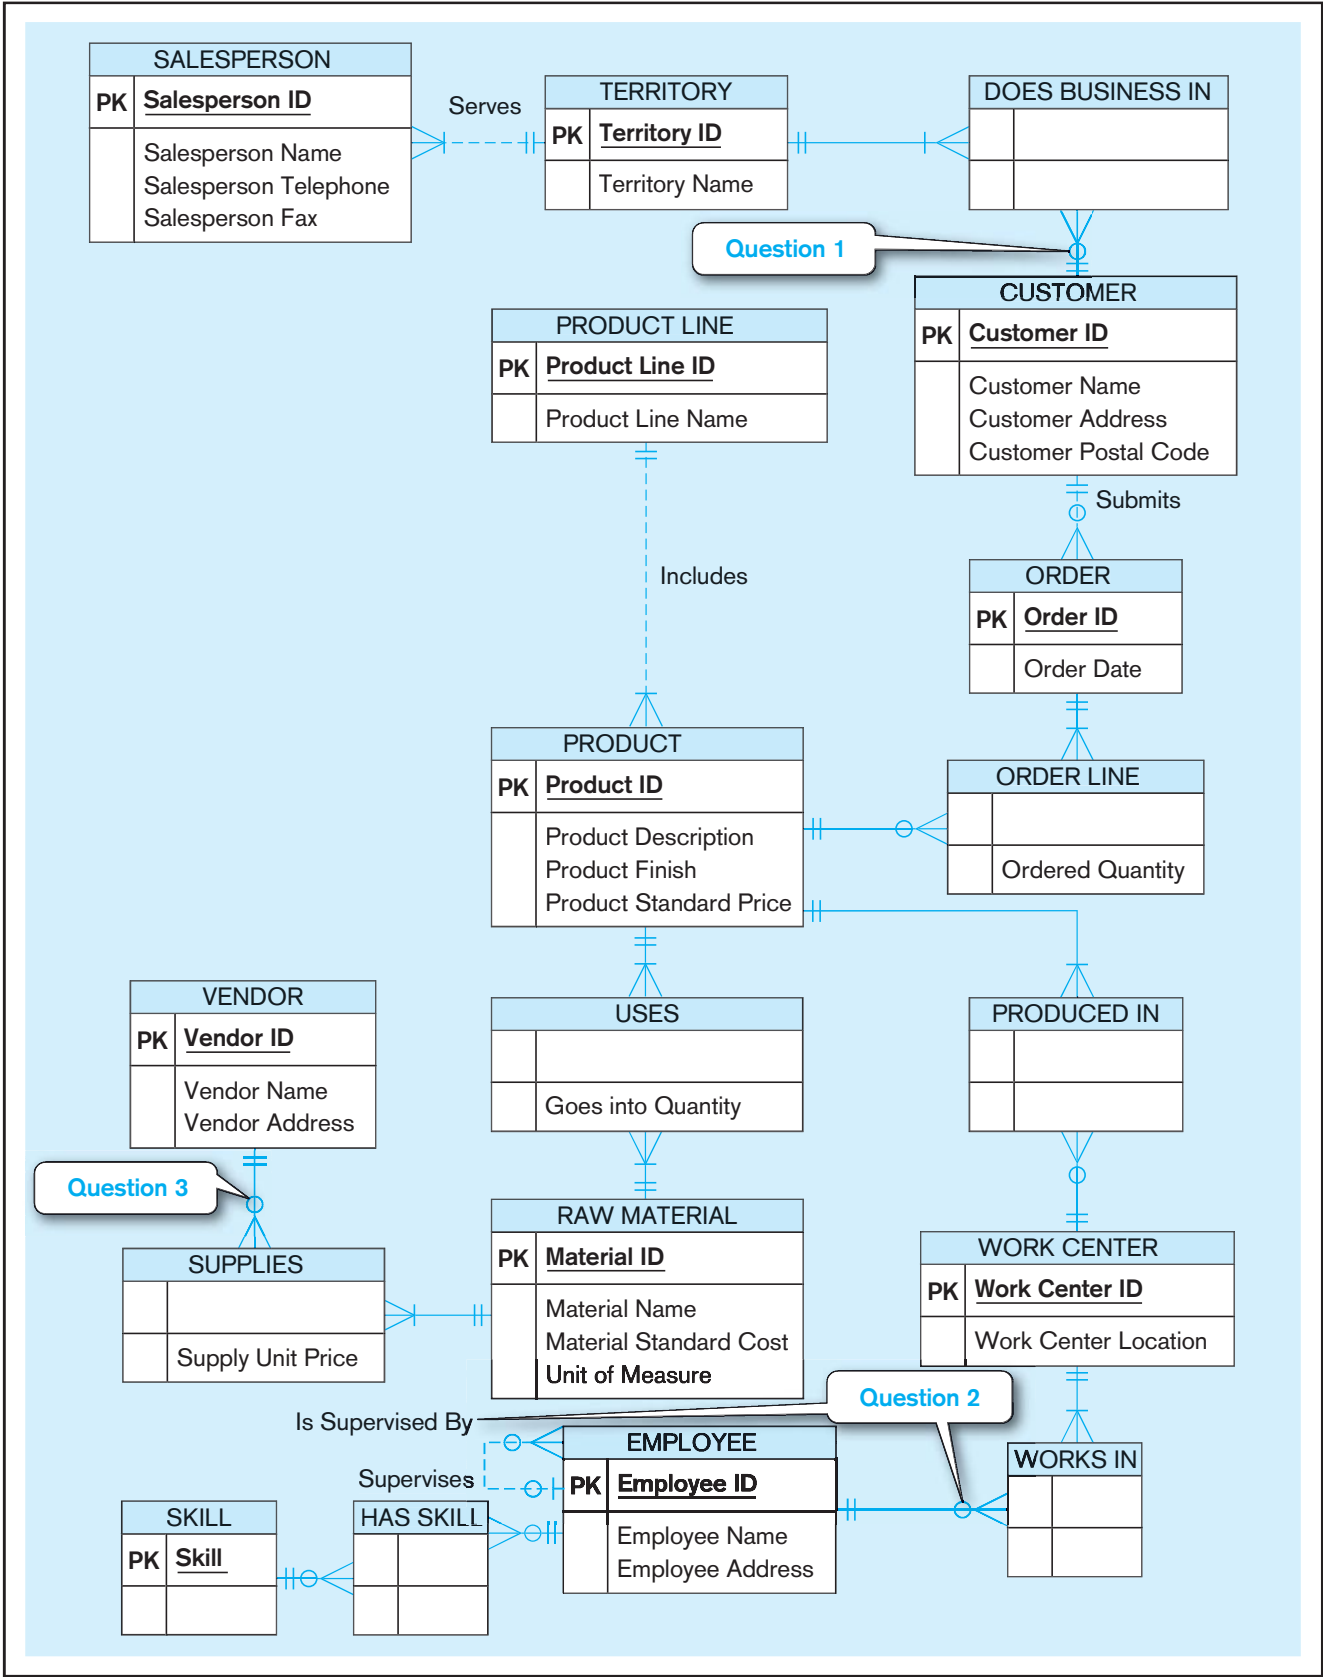 SALESPERSON
PK Salesperson ID
Salesperson Name
Salesperson Telephone
Salesperson Fax
Serves
TERRITORY
PK Territory ID
Territory Name
DOES BUSINESS IN
Question 1
CUSTOMER
PK Customer ID
Customer Name
Customer Address
Customer Postal Code
PRODUCT LINE
PK Product Line ID
Product Line Name
Submits
Includes
ORDER
PK Order ID
Order Date
PRODUCT
PK Product ID
Product Description
Product Finish
Product Standard Price
ORDER LINE
Ordered Quantity
VENDOR
PK Vendor ID
Vendor Name
Vendor Address
USES
Goes into Quantity
PRODUCED IN
Question 3
SUPPLIES
Supply Unit Price
RAW MATERIAL
PK Material ID
Material Name
Material Standard Cost
Unit of Measure
WORK CENTER
PK Work Center ID
Work Center Location
Question 2
Is Supervised By
Supervises
EMPLOYEE
PK Employee ID
Employee Name
Employee Address
WORKS IN
SKILL
PK Skill
HAS SKILL